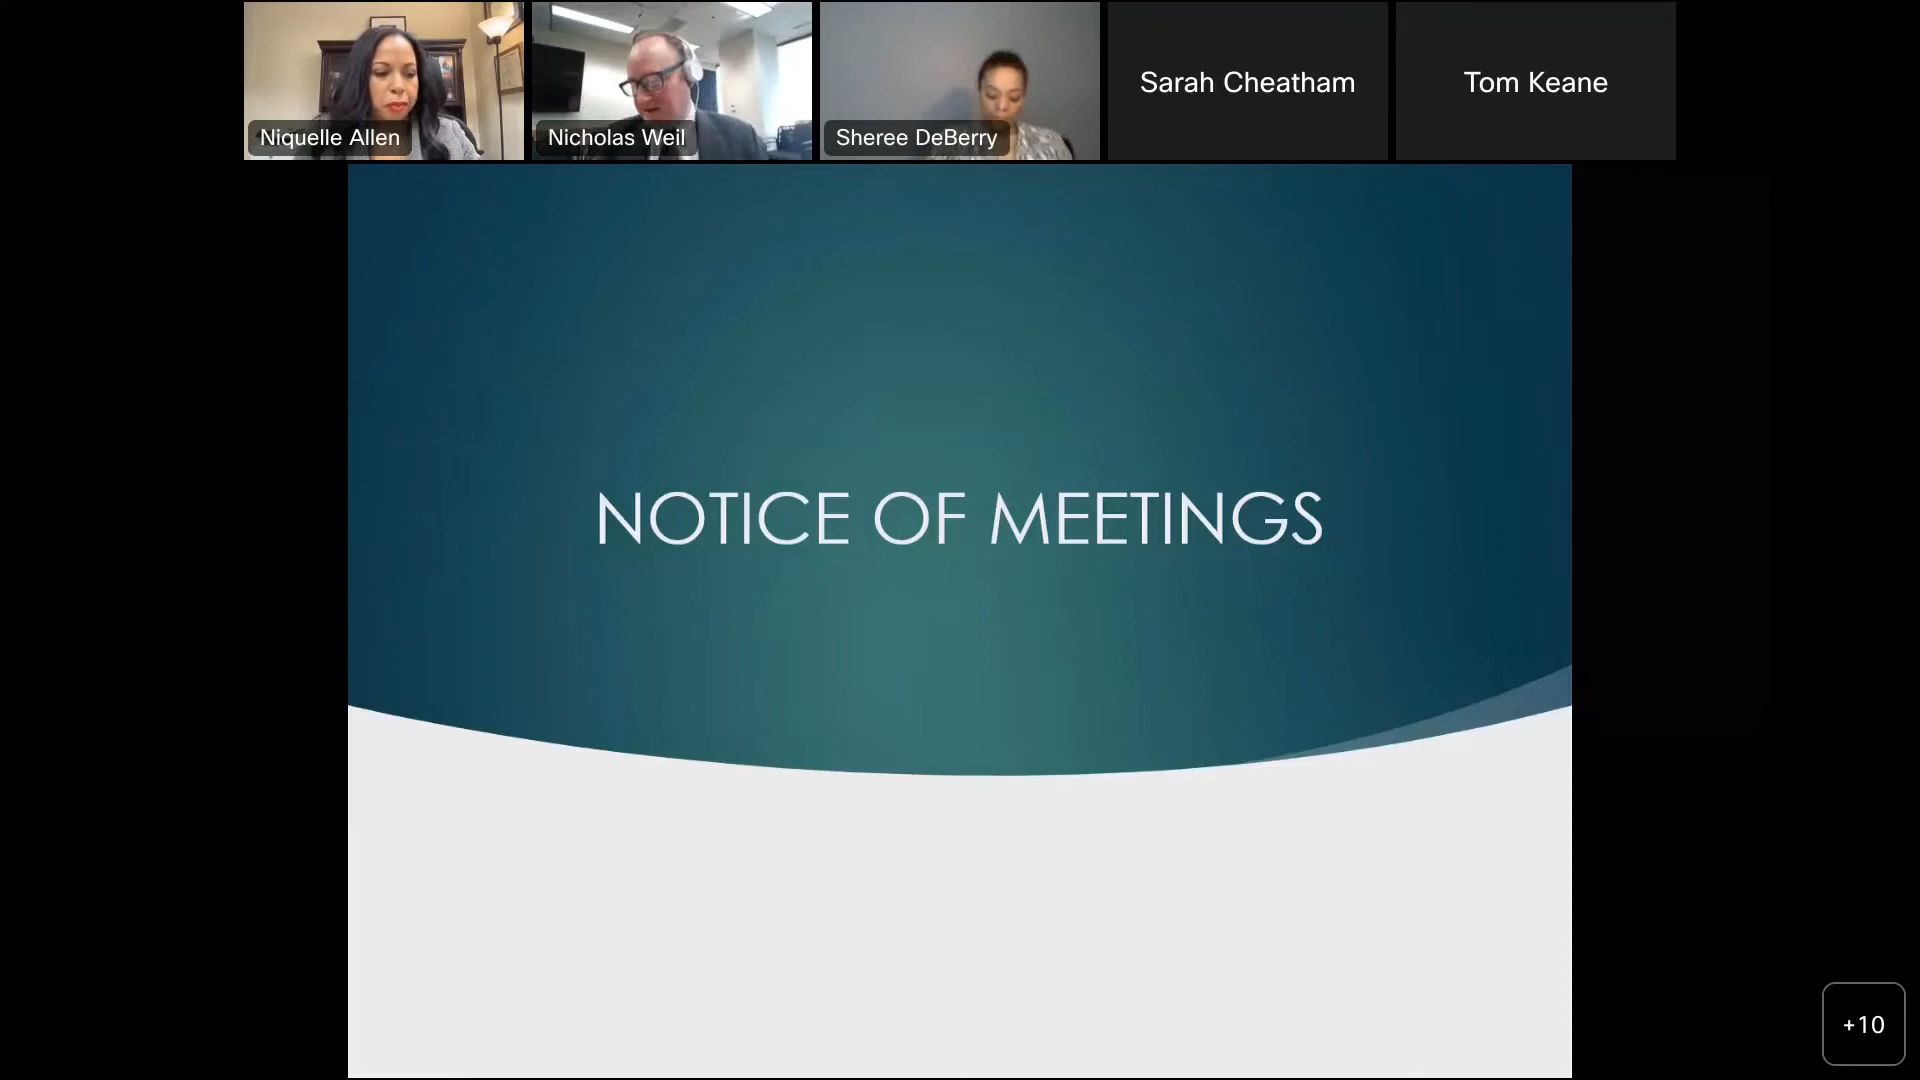 Niquelle Allen
Nicholas Weil
Sheree DeBerry
Sarah Cheatham
Tom Keane
NOTICE OF MEETINGS
+10